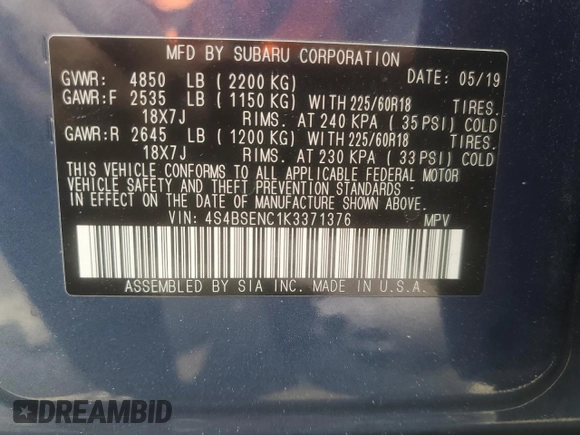 MFD BY SUBARU CORPORATION
GVWR: 4850 LB (2200 KG) DATE: 05/19
GAWR:F 2535 LB (1150 KG) WITH 225/60R18 TIRES.
18X7J RIMS. AT 240 KPA (35 PSI) COLD
GAWR:R 2645 LB (1200 KG) WITH 225/60R18 TIRES.
18X7J RIMS. AT 230 KPA (33 PSI) COLD
THIS VEHICLE CONFORMS TO ALL APPLICABLE FEDERAL MOTOR
VEHICLE SAFETY AND THEFT PREVENTION STANDARDS
IN EFFECT ON THE DATE OF MANUFACTURE SHOWN ABOVE.
VIN: 4S4BSENC1K3371376 MPV
ASSEMBLED BY SIA INC. MADE IN U.S.A.
DREAMBID